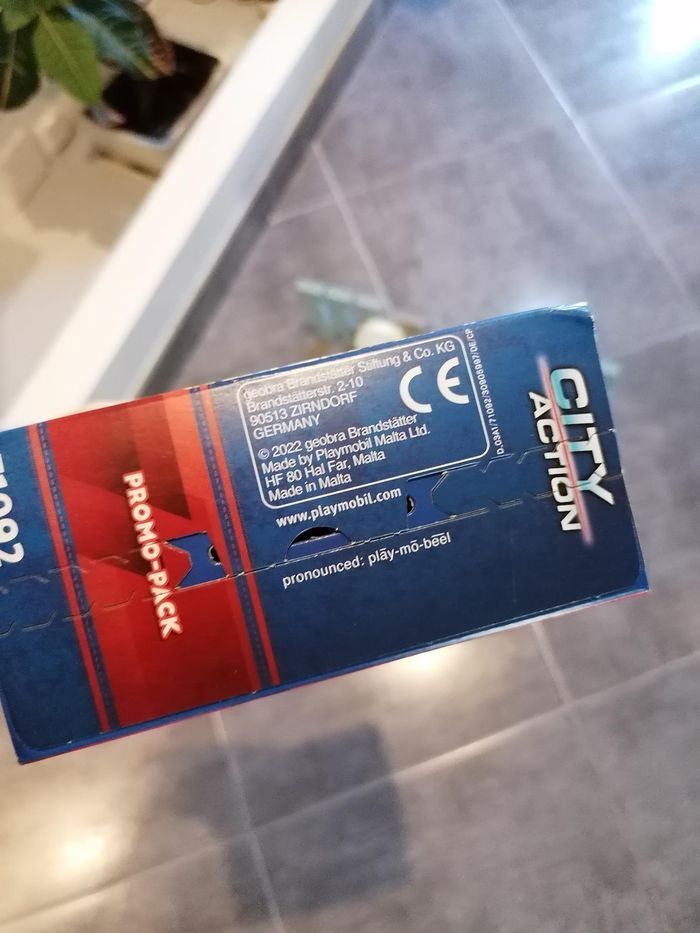 geobra Brandstätter Stiftung & Co. KG
Brandstätterstr. 2-10
90513 ZIRNDORF
GERMANY
© 2022 geobra Brandstätter
Made by Playmobil Malta Ltd.
HF 80 Hal Far, Malta
Made in Malta
CE
www.playmobil.com
pronounced: plāy-mō-bēēl
CITY
ACTION
PROMO-PACK